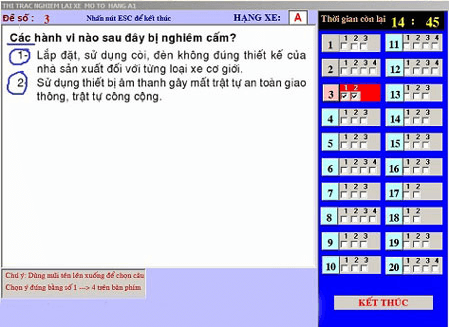 THI TRAC NGHIEM LAI XE MO TO HANG A1
Đề số : 3 Nhấn nút ESC để kết thúc HẠNG XE: A Thời gian còn lại 14 : 45
Các hành vi nào sau đây bị nghiêm cấm?
1- Lắp đặt, sử dụng còi, đèn không đúng thiết kế của
nhà sản xuất đối với từng loại xe cơ giới.
2 Sử dụng thiết bị âm thanh gây mất trật tự an toàn giao
thông, trật tự công cộng.
1 1 2 3
2 1 2 3 4
3 1 2
4 1 2 3
5 1 2 3
6 1 2 3 4
7 1 2
8 1 2 3 4
9 1 2
10 1 2 3
11 1 2 3
12 1 2 3 4
13 1 2 3
14 1 2 3
15 1 2 3
16 1 2 3 4
17 1 2
18 1 2 3 4
19 1 2 3
20 1 2 3 4
Chú ý: Dùng mũi tên lên xuống để chọn câu
Chọn ý đúng bằng số 1 --> 4 trên bàn phím
KẾT THÚC